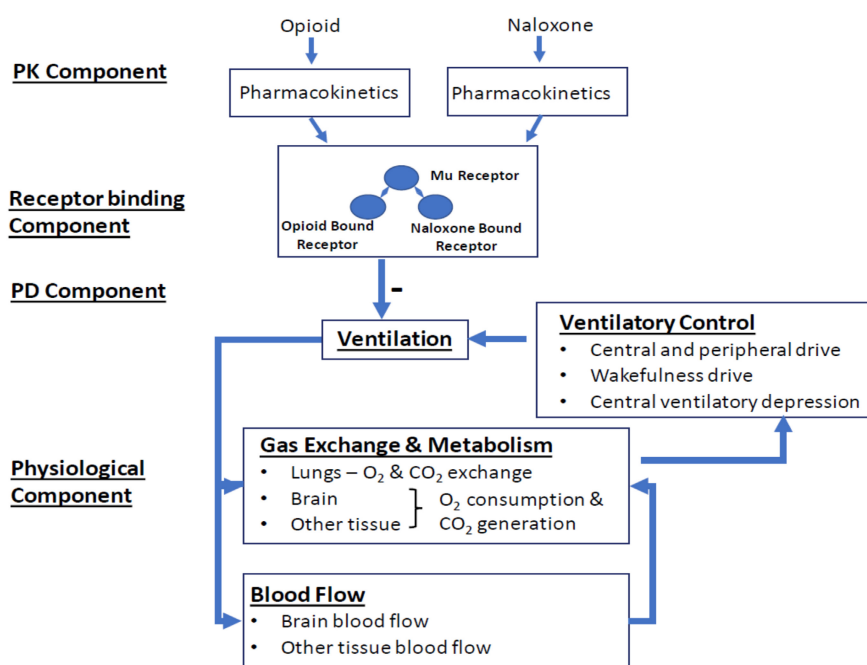 Opioid
Naloxone
PK Component
Pharmacokinetics
Pharmacokinetics
Mu Receptor
Receptor binding
Component
Opioid Bound
Receptor
Naloxone Bound
Receptor
PD Component
-
Ventilation
Ventilatory Control
• Central and peripheral drive
• Wakefulness drive
• Central ventilatory depression
Physiological
Component
Gas Exchange & Metabolism
• Lungs – O₂ & CO₂ exchange
• Brain
• Other tissue
O₂ consumption &
CO₂ generation
Blood Flow
• Brain blood flow
• Other tissue blood flow